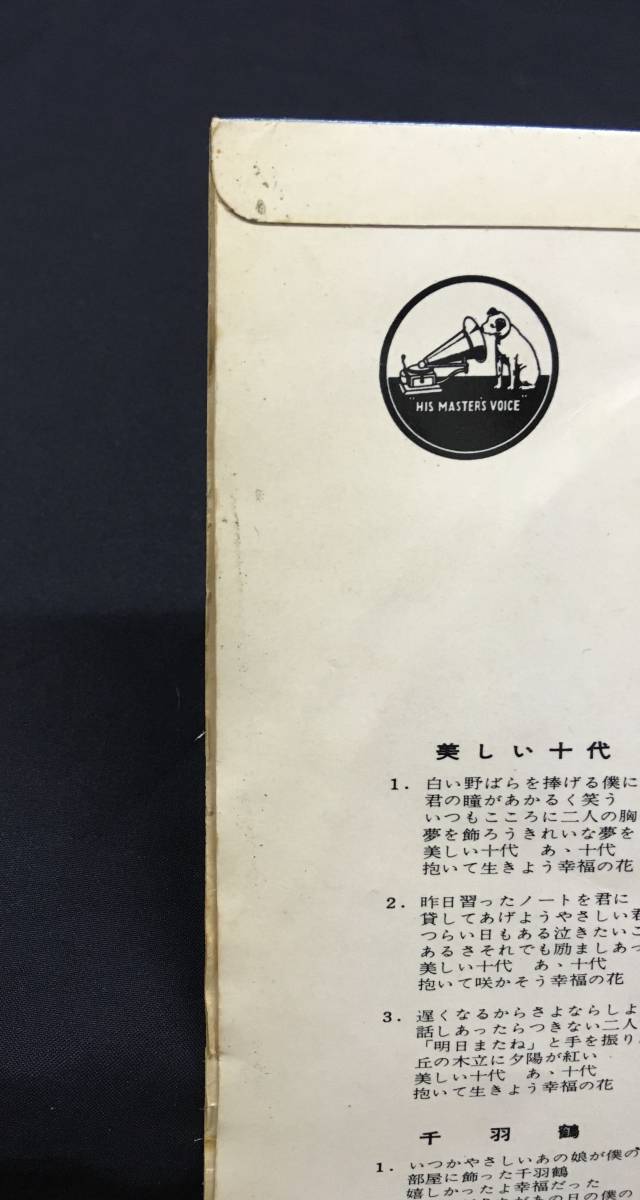 "HIS MASTER'S VOICE"
美しい十代
1. 白い野ばらを捧げる僕に
君の瞳があかるく笑う
いつもこころに二人の胸
夢を飾ろうきれいな夢を
美しい十代 あゝ十代
抱いて生きよう幸福の花
2. 昨日習ったノートを君に
貸してあげようやさしい君
つらい日もある泣きたいこ
あるさそれでも励ましあっ
美しい十代 あゝ十代
抱いて咲かそう幸福の花
3. 遅くなるからさよならしよ
話しあったらつきない二人
「明日またね」と手を振り
丘の木立に夕陽が紅い
美しい十代 あゝ十代
抱いて生きよう幸福の花
千羽鶴
1. いつかやさしいあの娘が僕の
部屋に飾った千羽鶴
嬉しかったよ幸福だった
あの日の僕の